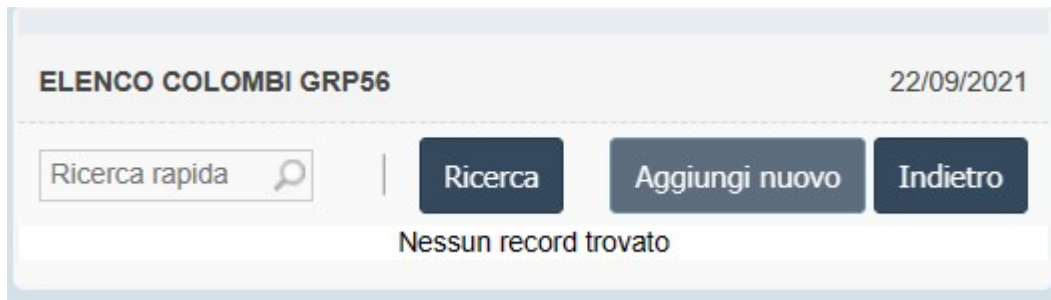 ELENCO COLOMBI GRP56 22/09/2021
Ricerca rapida Ricerca Aggiungi nuovo Indietro
Nessun record trovato